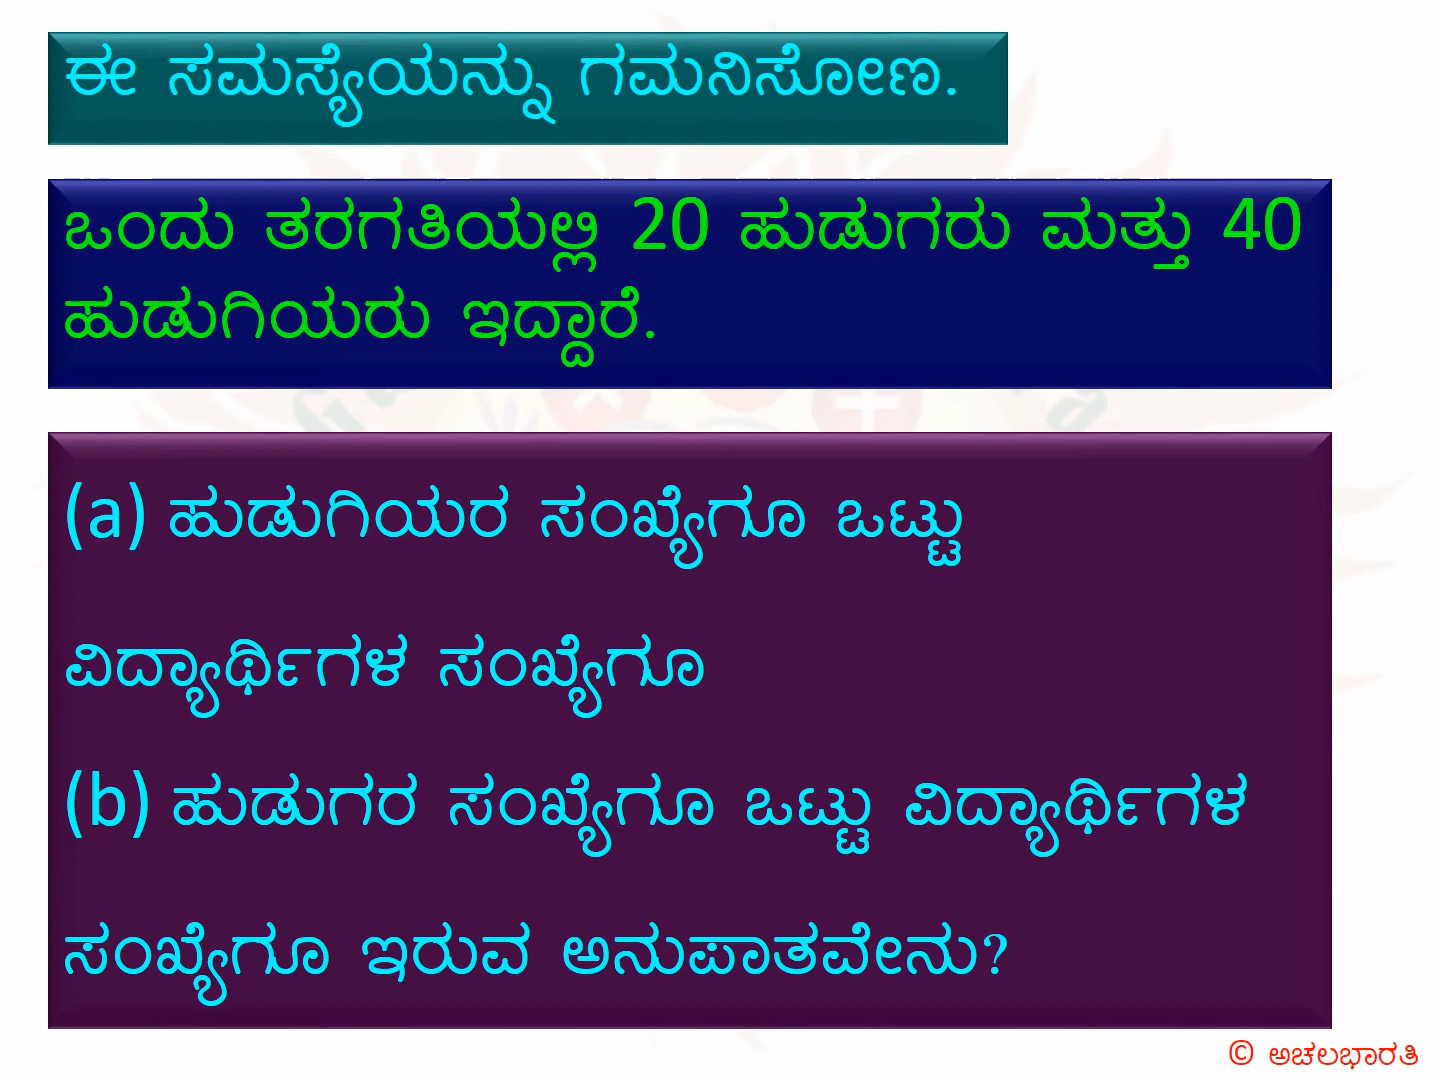 ಈ ಸಮಸ್ಯೆಯನ್ನು ಗಮನಿಸೋಣ.
ಒಂದು ತರಗತಿಯಲ್ಲಿ 20 ಹುಡುಗರು ಮತ್ತು 40
ಹುಡುಗಿಯರು ಇದ್ದಾರೆ.
(a) ಹುಡುಗಿಯರ ಸಂಖ್ಯೆಗೂ ಒಟ್ಟು
ವಿದ್ಯಾರ್ಥಿಗಳ ಸಂಖ್ಯೆಗೂ
(b) ಹುಡುಗರ ಸಂಖ್ಯೆಗೂ ಒಟ್ಟು ವಿದ್ಯಾರ್ಥಿಗಳ
ಸಂಖ್ಯೆಗೂ ಇರುವ ಅನುಪಾತವೇನು?
© ಅಚಲಭಾರತಿ